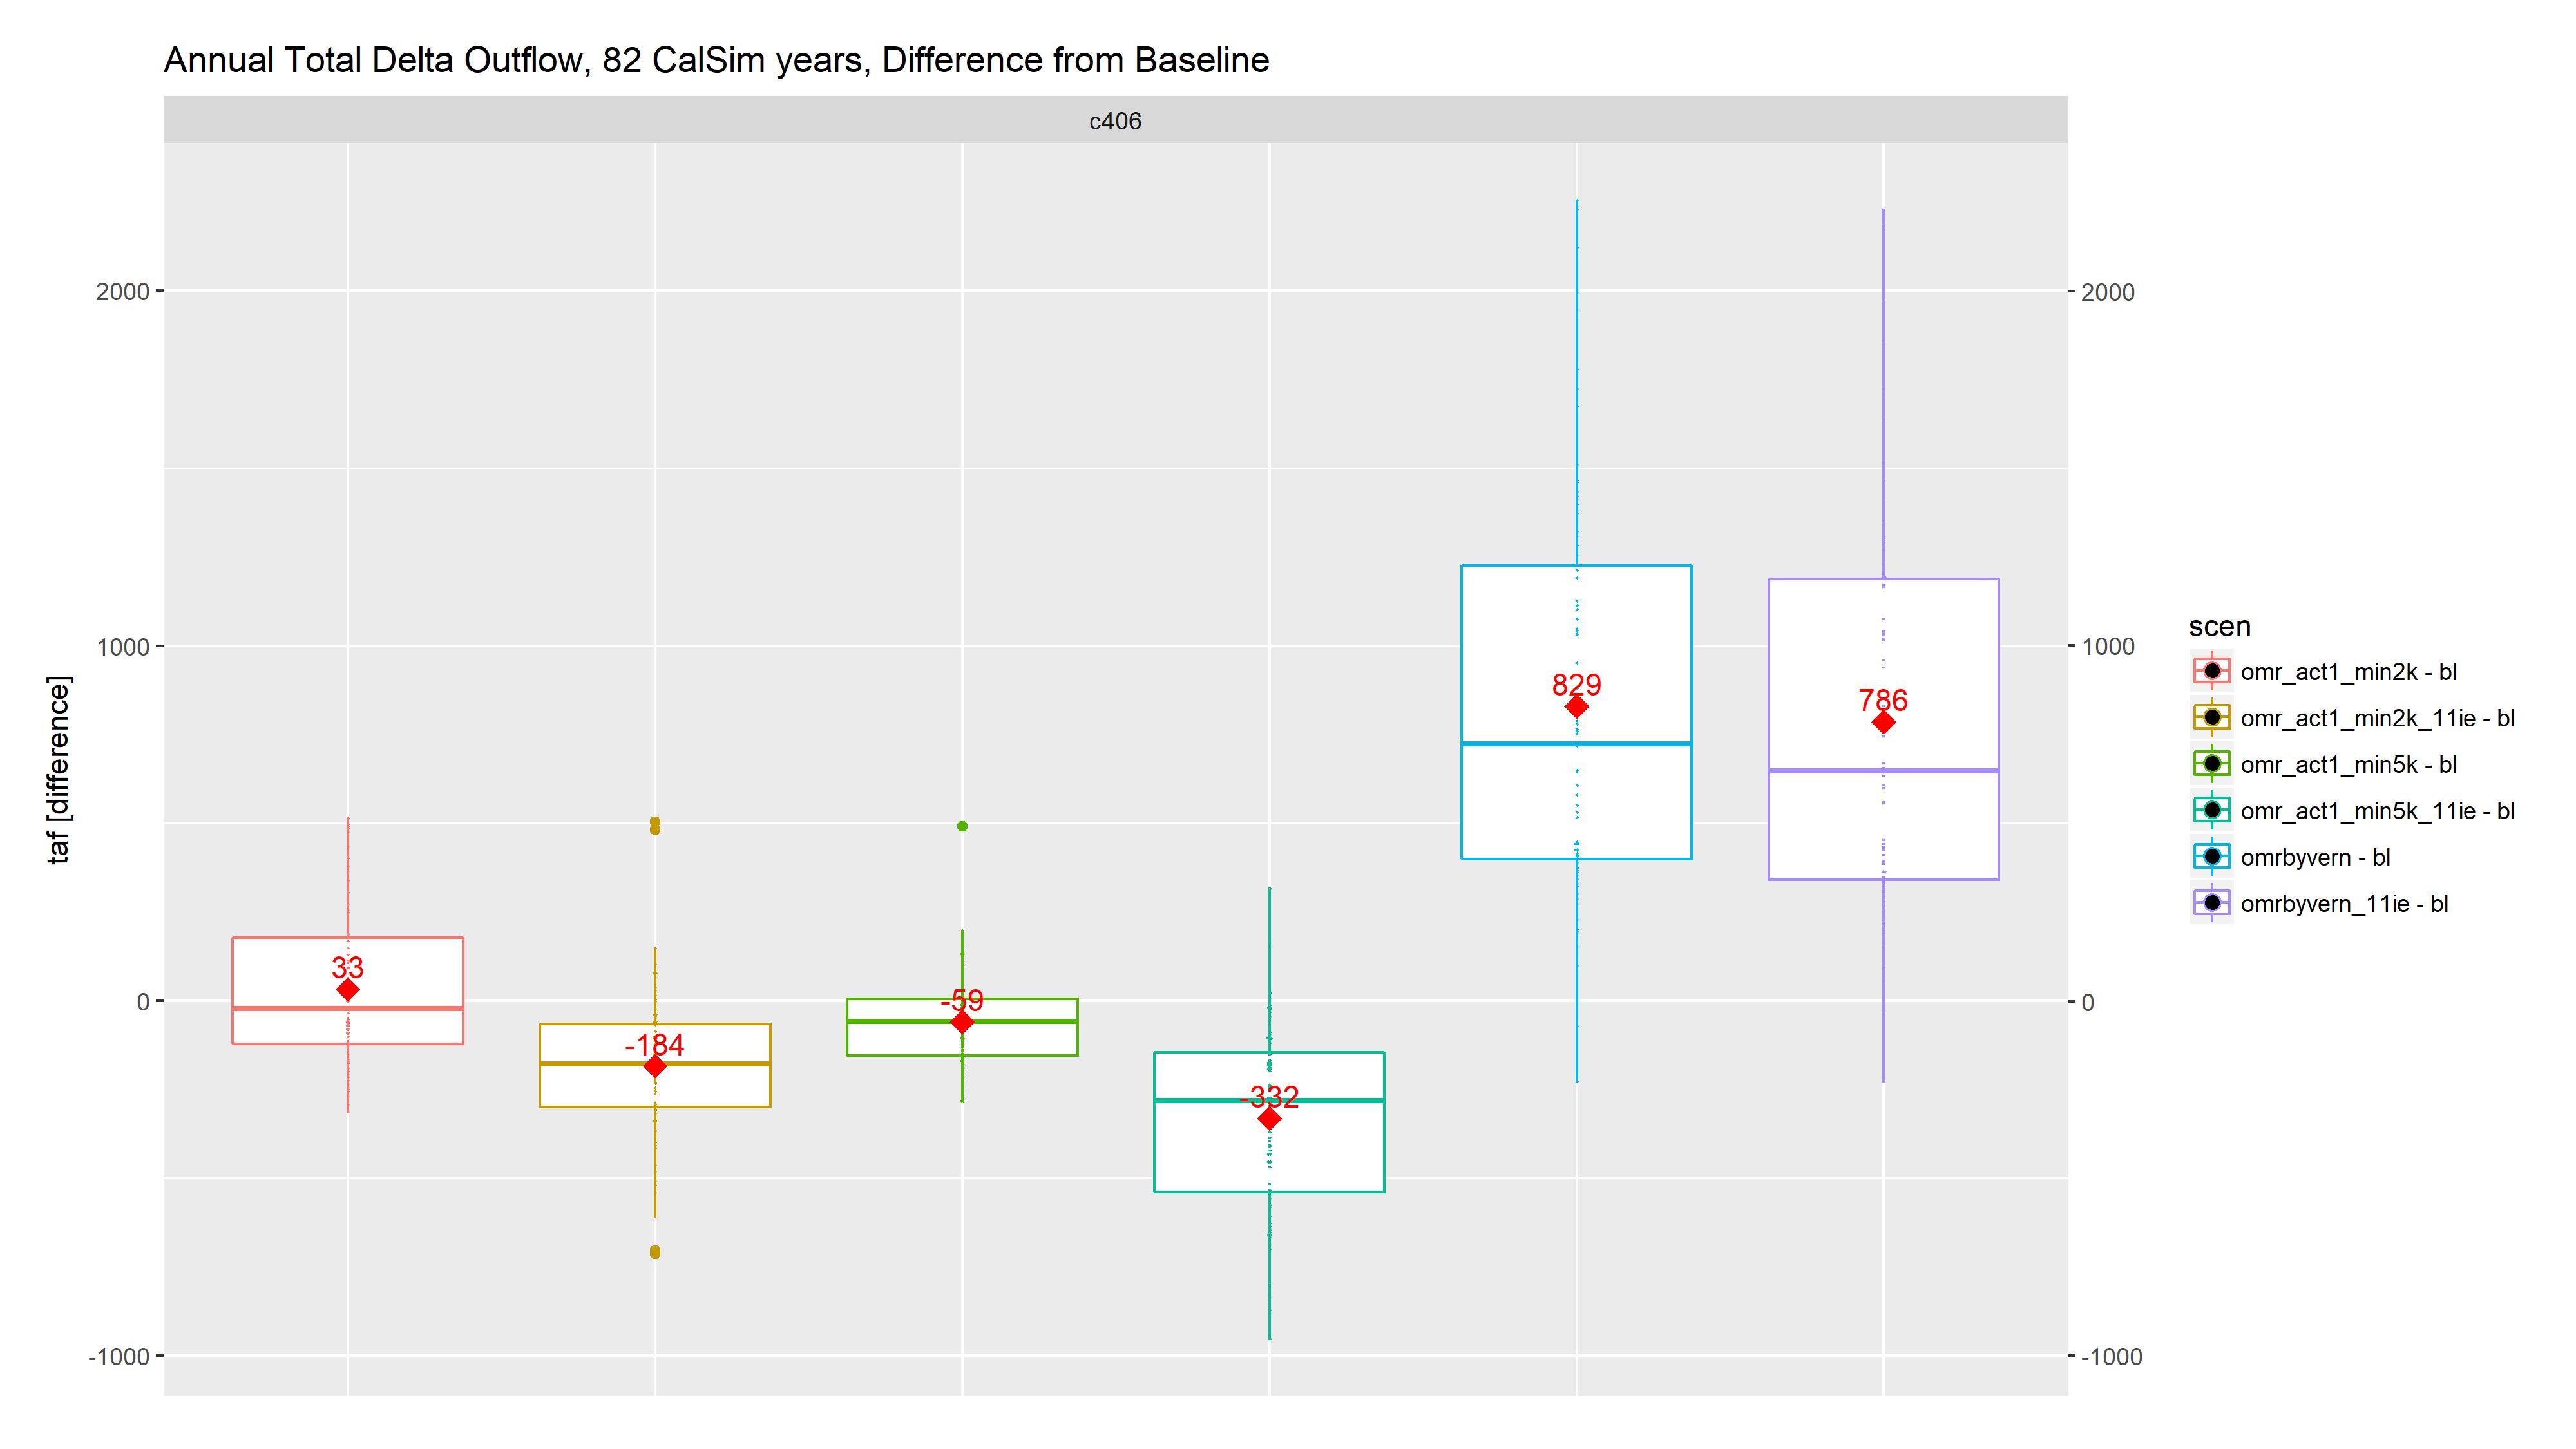 Annual Total Delta Outflow, 82 CalSim years, Difference from Baseline
c406
taf [difference]
2000
1000
0
-1000
33
-184
-59
-332
829
786
2000
1000
0
-1000
scen
omr_act1_min2k - bl
omr_act1_min2k_11ie - bl
omr_act1_min5k - bl
omr_act1_min5k_11ie - bl
omrbyvern - bl
omrbyvern_11ie - bl